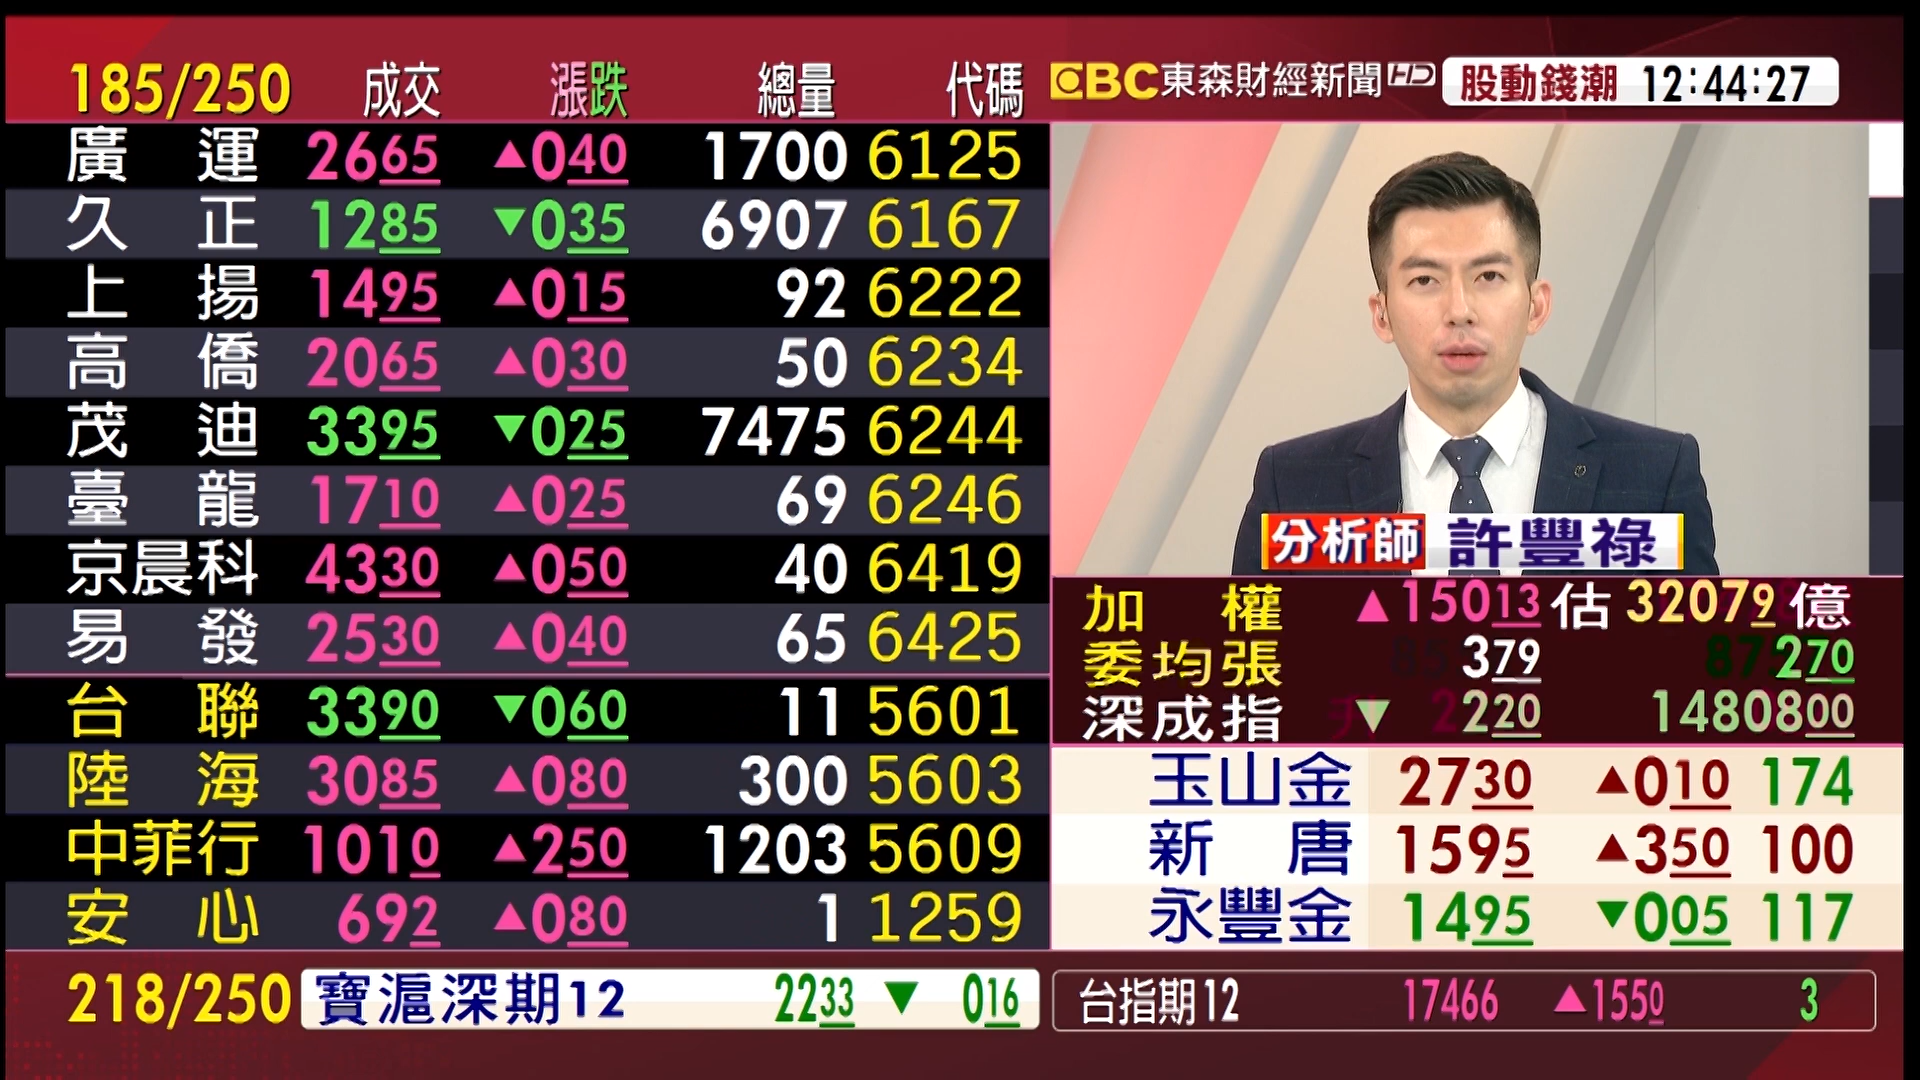 185/250 成交 漲跌 總量 代碼
廣運 2665 ▲040 1700 6125
久正 1285 ▼035 6907 6167
上揚 1495 ▲015 92 6222
高僑 2065 ▲030 50 6234
茂迪 3395 ▼025 7475 6244
臺龍 1710 ▲025 69 6246
京晨科 4330 ▲050 40 6419
易發 2530 ▲040 65 6425
台聯 3390 ▼060 11 5601
陸海 3085 ▲080 300 5603
中菲行 1010 ▲250 1203 5609
安心 692 ▲080 1 1259
218/250 寶滬深期12 2233 ▼ 016
EBC東森財經新聞HD 股動錢潮 12:44:27
分析師 許豐祿
加權 ▲15013 估 32079億
委均張 379 270
深成指 ▼ 220 1480800
玉山金 2730 ▲010 174
新唐 1595 ▲350 100
永豐金 1495 ▼005 117
台指期12 17466 ▲1550 3